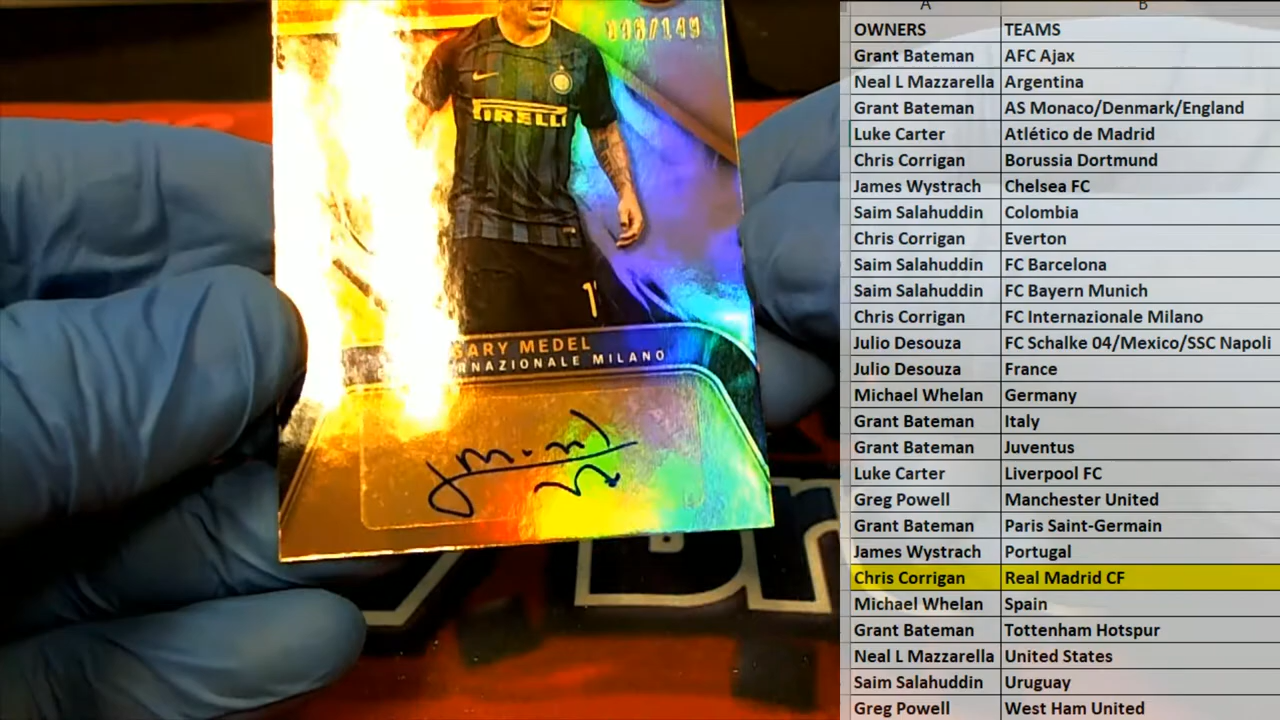 /149
PIRELLI
1
GARY MEDEL
INTERNAZIONALE MILANO
A B
OWNERS TEAMS
Grant Bateman AFC Ajax
Neal L Mazzarella Argentina
Grant Bateman AS Monaco/Denmark/England
Luke Carter Atlético de Madrid
Chris Corrigan Borussia Dortmund
James Wystrach Chelsea FC
Saim Salahuddin Colombia
Chris Corrigan Everton
Saim Salahuddin FC Barcelona
Saim Salahuddin FC Bayern Munich
Chris Corrigan FC Internazionale Milano
Julio Desouza FC Schalke 04/Mexico/SSC Napoli
Julio Desouza France
Michael Whelan Germany
Grant Bateman Italy
Grant Bateman Juventus
Luke Carter Liverpool FC
Greg Powell Manchester United
Grant Bateman Paris Saint-Germain
James Wystrach Portugal
Chris Corrigan Real Madrid CF
Michael Whelan Spain
Grant Bateman Tottenham Hotspur
Neal L Mazzarella United States
Saim Salahuddin Uruguay
Greg Powell West Ham United